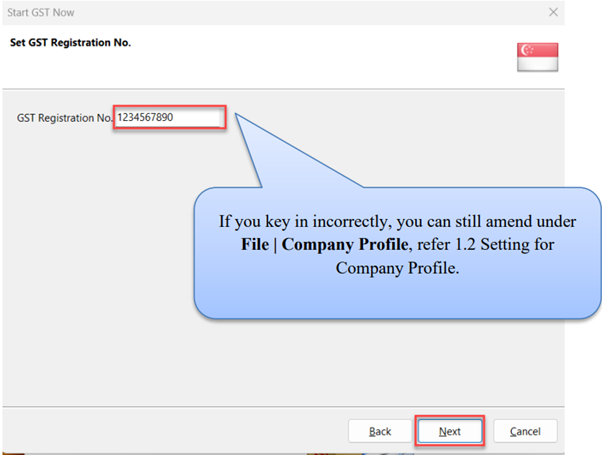 Start GST Now
Set GST Registration No.
GST Registration No. 1234567890
If you key in incorrectly, you can still amend under
File | Company Profile, refer 1.2 Setting for
Company Profile.
Back Next Cancel